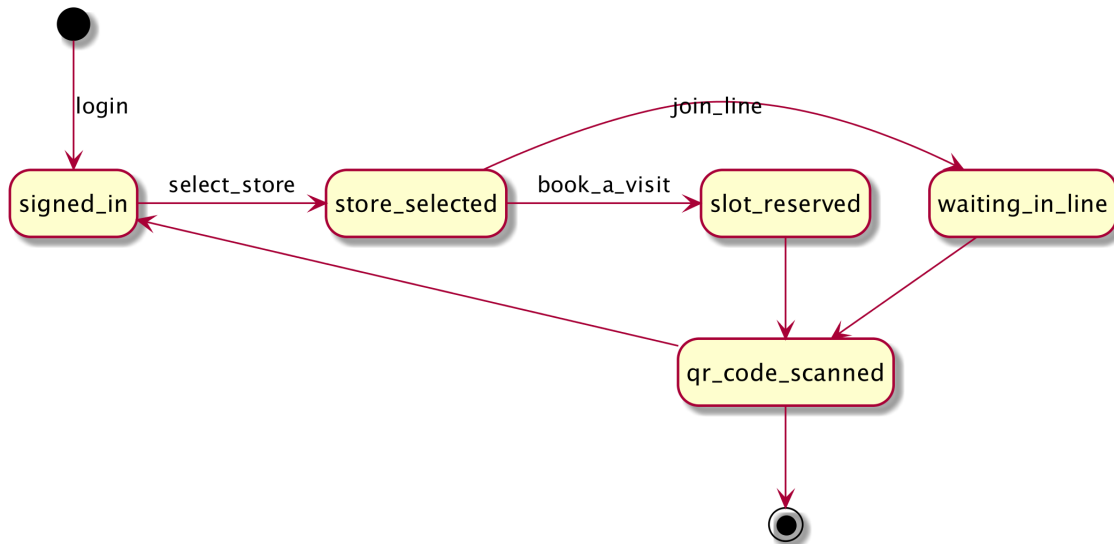 login
join_line
select_store
book_a_visit
signed_in
store_selected
slot_reserved
waiting_in_line
qr_code_scanned